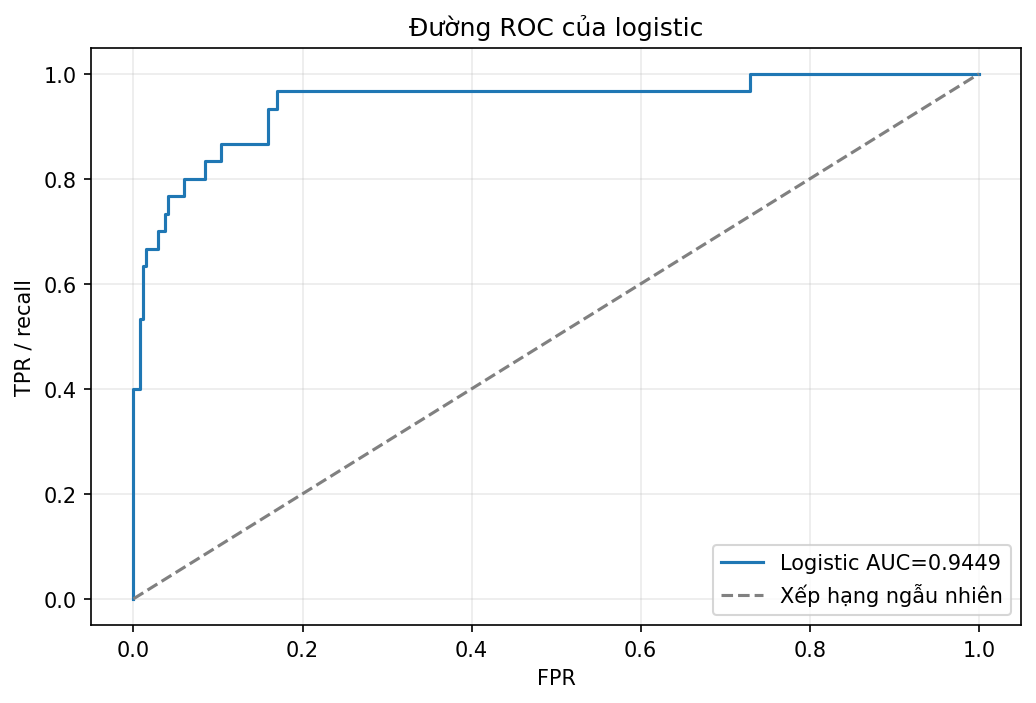 Đường ROC của logistic
TPR / recall
1.0
0.8
0.6
0.4
0.2
0.0
0.0 0.2 0.4 0.6 0.8 1.0
FPR
Logistic AUC=0.9449
Xếp hạng ngẫu nhiên